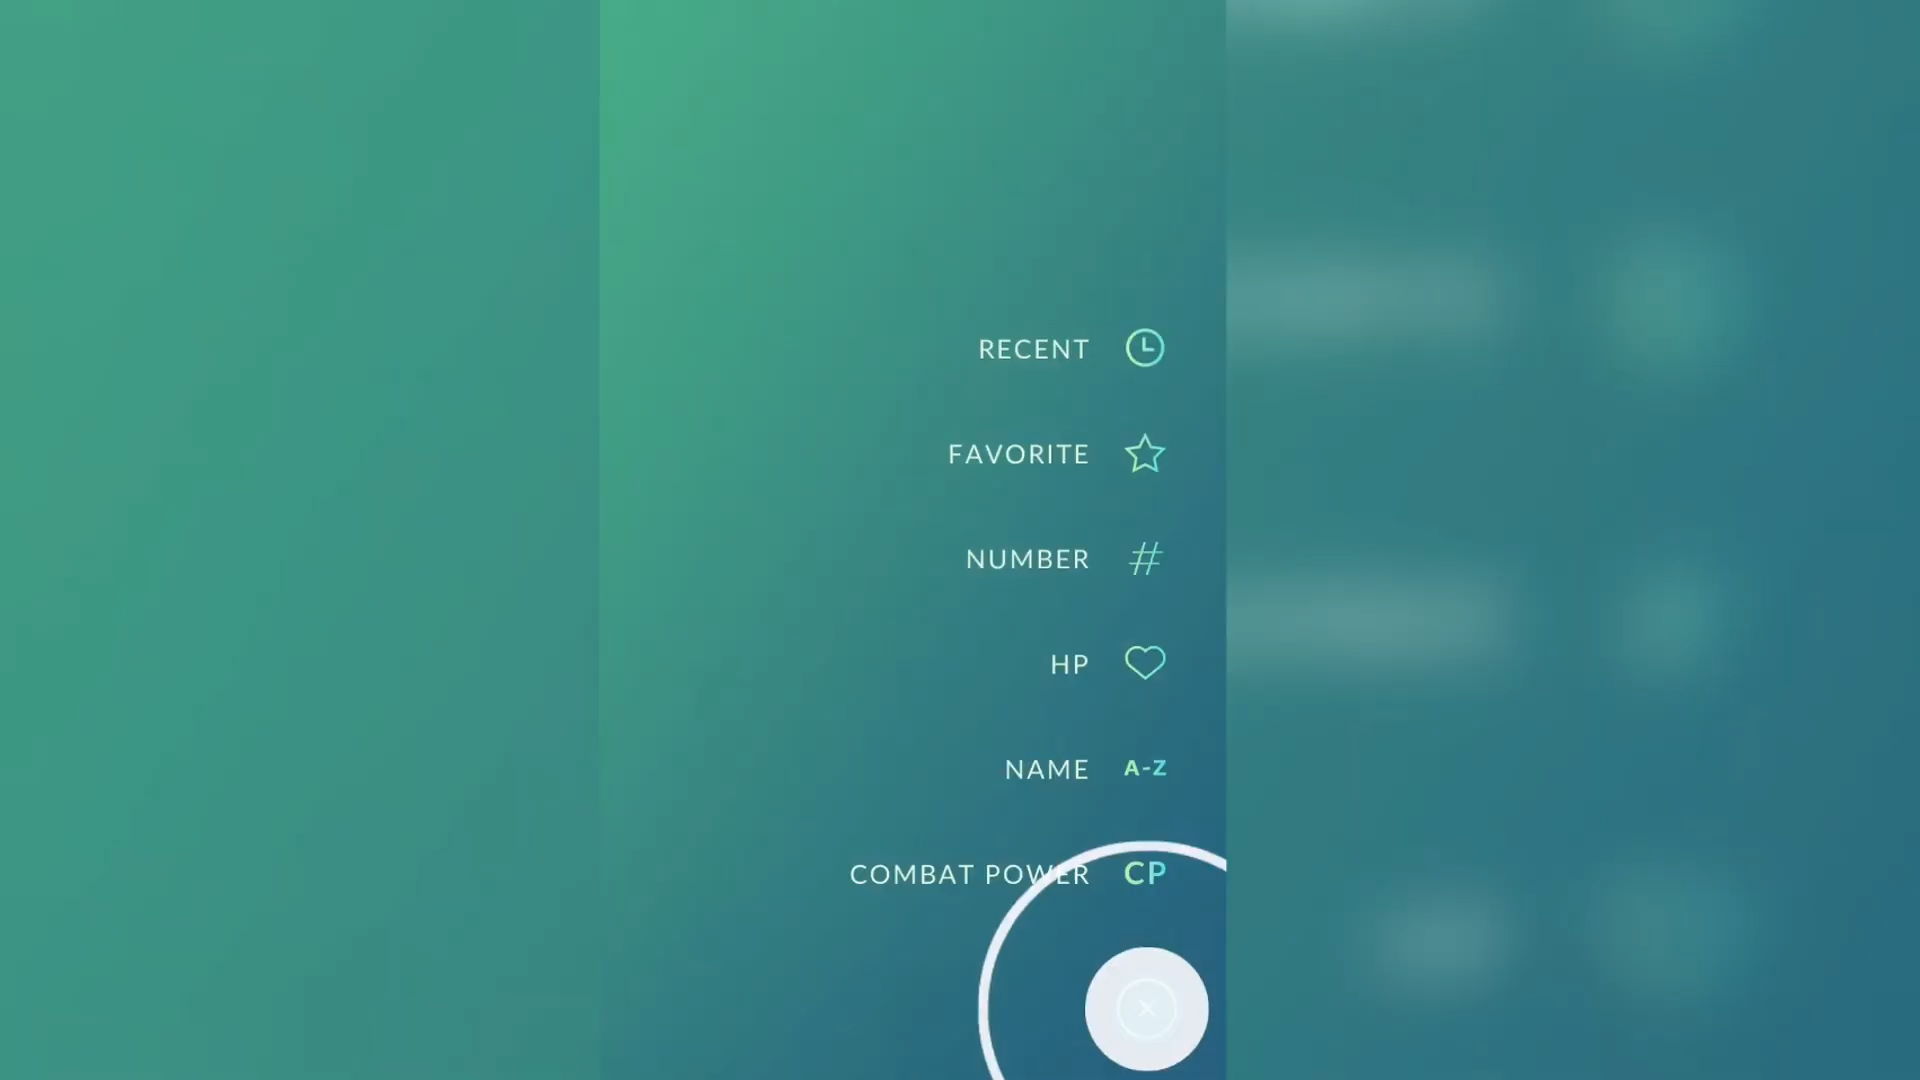 RECENT
FAVORITE
NUMBER #
HP
NAME A-Z
COMBAT POWER CP